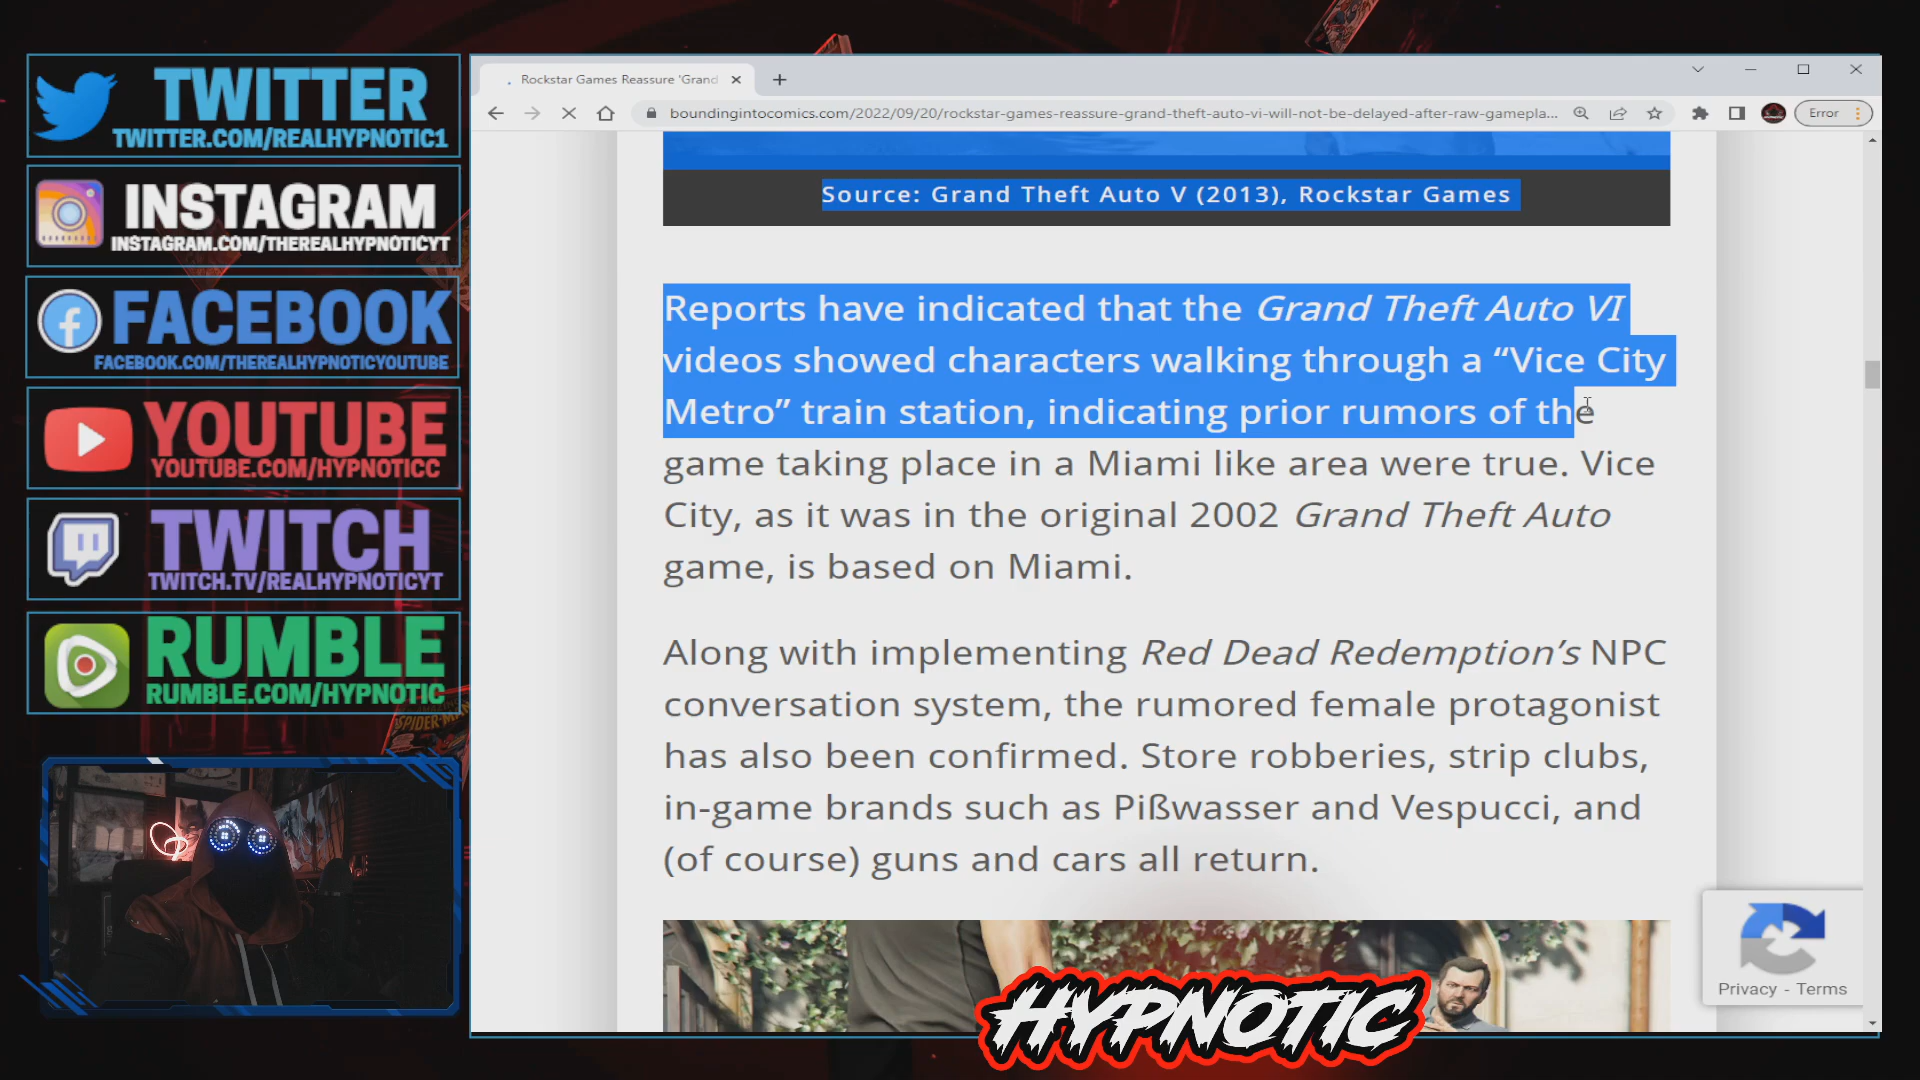 TWITTER
TWITTER.COM/REALHYPNOTIC1
INSTAGRAM
INSTAGRAM.COM/THEREALHYPNOTICYT
FACEBOOK
FACEBOOK.COM/THEREALHYPNOTICYOUTUBE
YOUTUBE
YOUTUBE.COM/HYPNOTICC
TWITCH
TWITCH.TV/REALHYPNOTICYT
RUMBLE
RUMBLE.COM/HYPNOTIC
SPIDER-MAN
Rockstar Games Reassure 'Grand
boundingintocomics.com/2022/09/20/rockstar-games-reassure-grand-theft-auto-vi-will-not-be-delayed-after-raw-gamepla...
Error
Source: Grand Theft Auto V (2013), Rockstar Games
Reports have indicated that the Grand Theft Auto VI
videos showed characters walking through a “Vice City
Metro” train station, indicating prior rumors of the
game taking place in a Miami like area were true. Vice
City, as it was in the original 2002 Grand Theft Auto
game, is based on Miami.
Along with implementing Red Dead Redemption’s NPC
conversation system, the rumored female protagonist
has also been confirmed. Store robberies, strip clubs,
in-game brands such as Pißwasser and Vespucci, and
(of course) guns and cars all return.
Privacy - Terms
HYPNOTIC